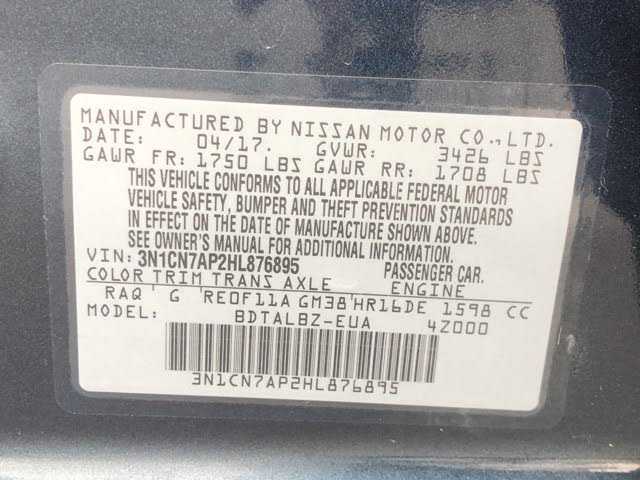 MANUFACTURED BY NISSAN MOTOR CO.,LTD.
DATE: 04/17. GVWR: 3426 LBS
GAWR FR: 1750 LBS GAWR RR: 1708 LBS
THIS VEHICLE CONFORMS TO ALL APPLICABLE FEDERAL MOTOR
VEHICLE SAFETY, BUMPER AND THEFT PREVENTION STANDARDS
IN EFFECT ON THE DATE OF MANUFACTURE SHOWN ABOVE.
SEE OWNER'S MANUAL FOR ADDITIONAL INFORMATION.
VIN: 3N1CN7AP2HL876895 PASSENGER CAR.
COLOR TRIM TRANS AXLE ENGINE
RAQ ' G RE0F11A GM38'HR16DE 1598 CC
MODEL: BDTALBZ-EUA 4Z000
3N1CN7AP2HL876895